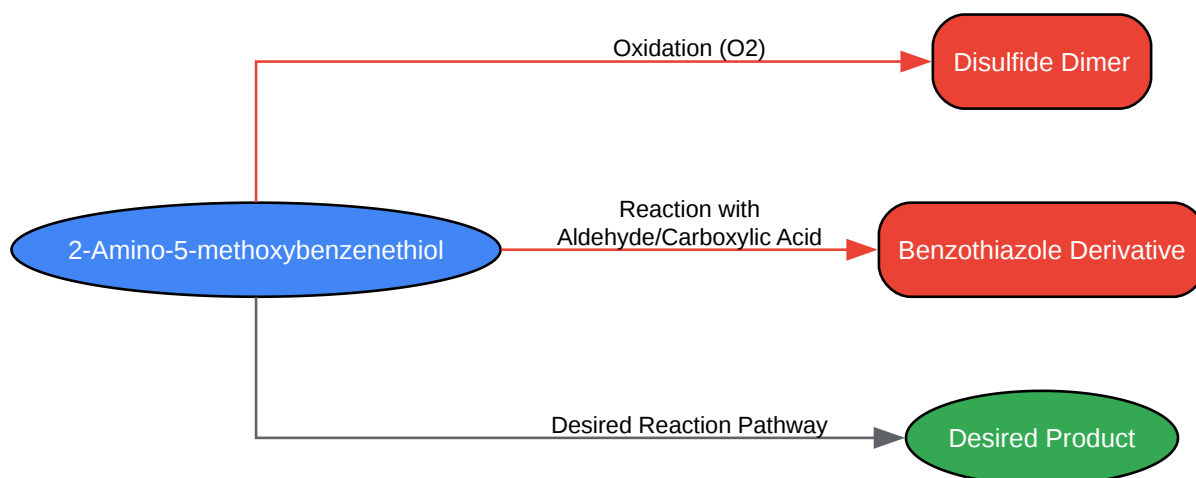 Oxidation (O2)
Disulfide Dimer
2-Amino-5-methoxybenzenethiol
Reaction with
Aldehyde/Carboxylic Acid
Benzothiazole Derivative
Desired Reaction Pathway
Desired Product